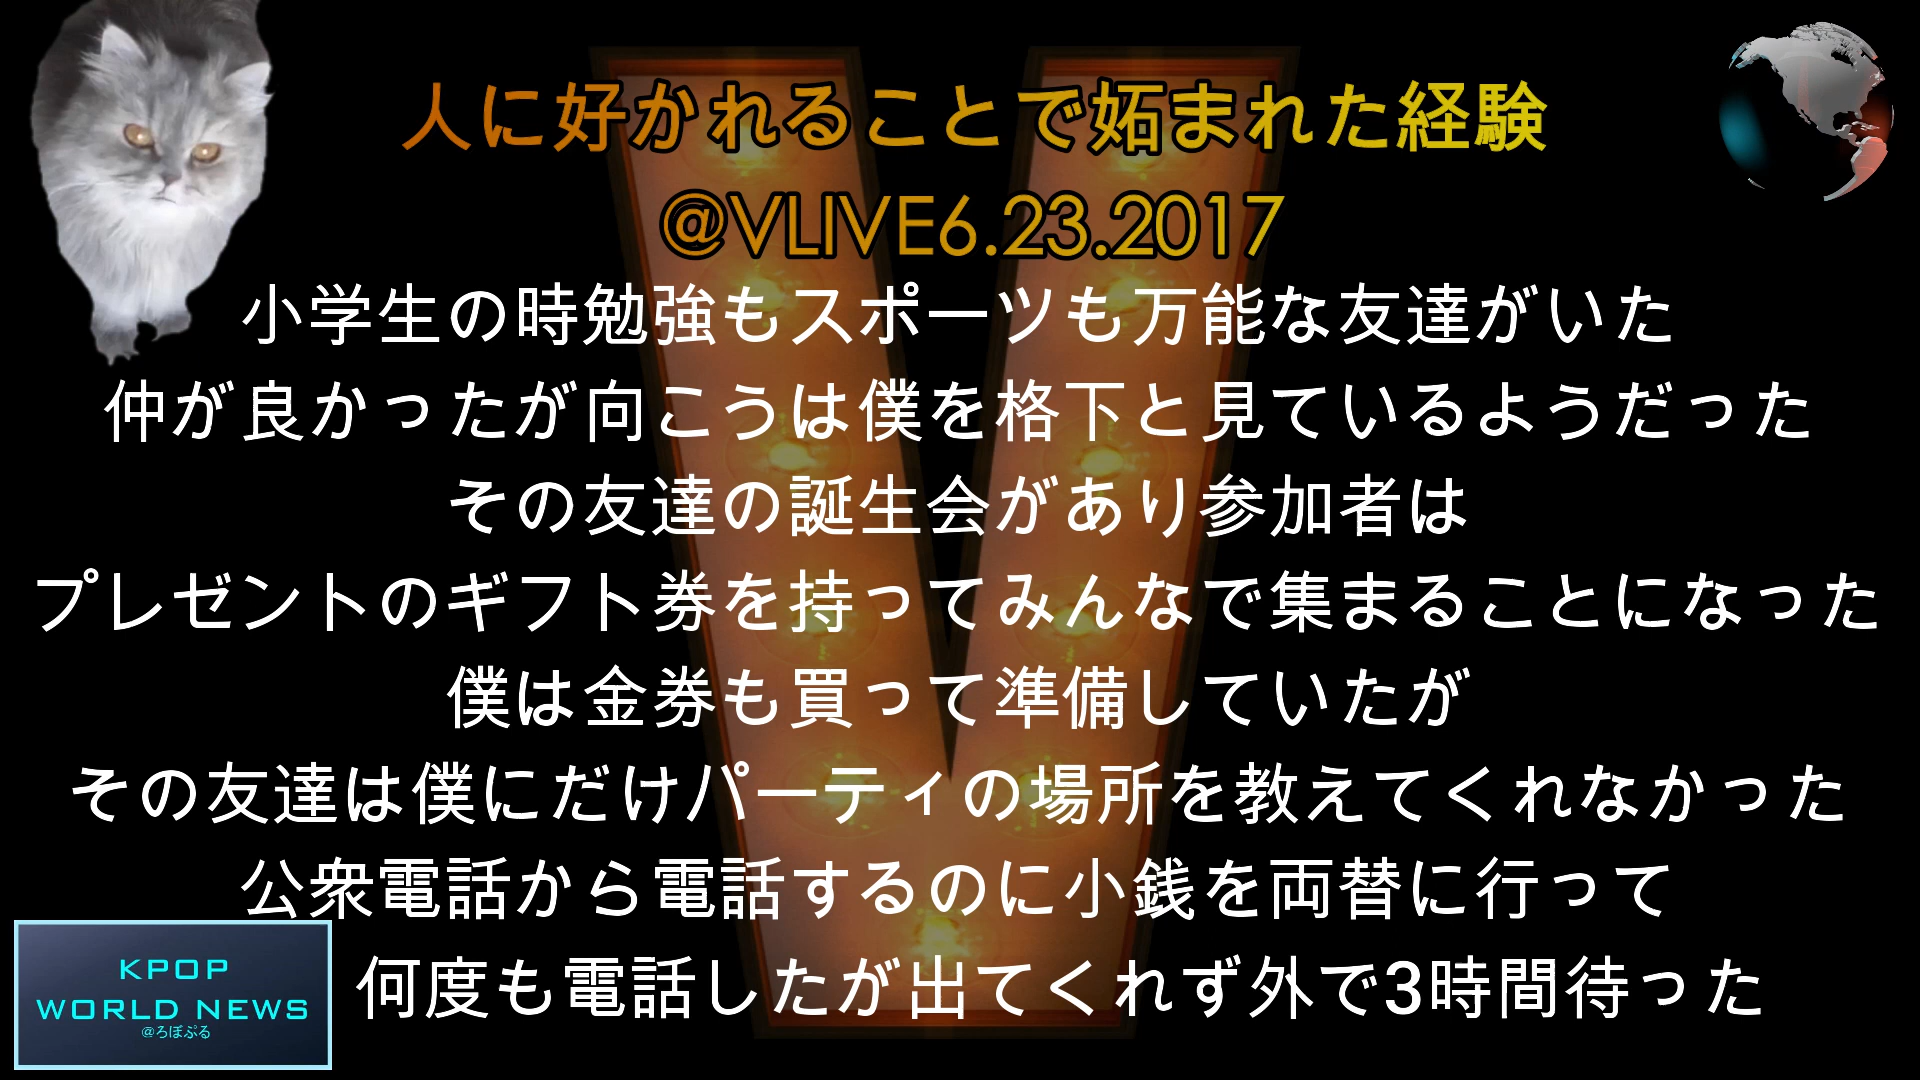 人に好かれることで妬まれた経験
@VLIVE6.23.2017
小学生の時勉強もスポーツも万能な友達がいた
仲が良かったが向こうは僕を格下と見ているようだった
その友達の誕生会があり参加者は
プレゼントのギフト券を持ってみんなで集まることになった
僕は金券も買って準備していたが
その友達は僕にだけパーティの場所を教えてくれなかった
公衆電話から電話するのに小銭を両替に行って
何度も電話したが出てくれず外で3時間待った
KPOP
WORLD NEWS
@ろぽぷる